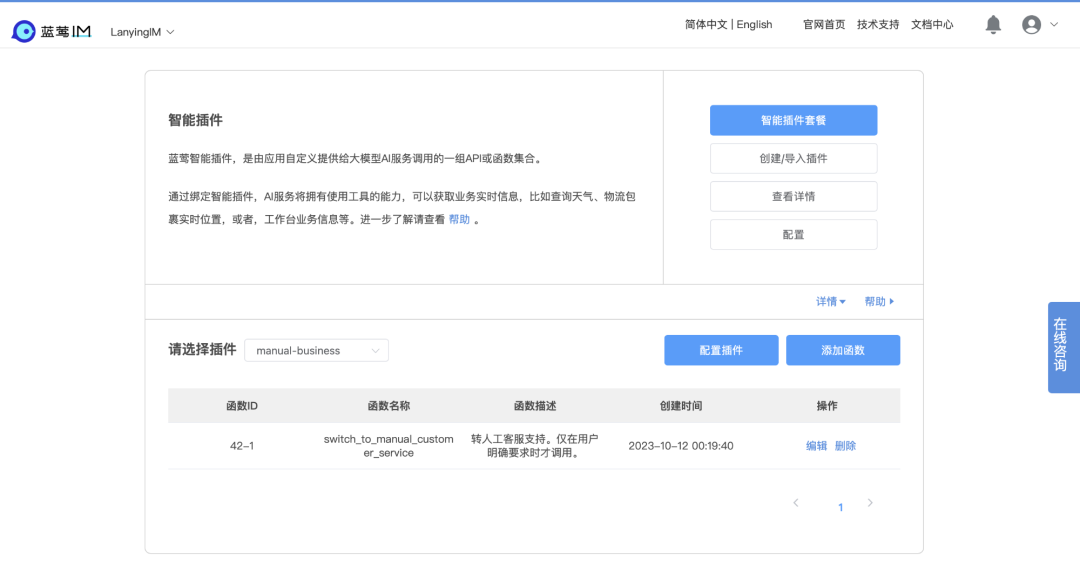 蓝莺IM
LanyingIM
简体中文 | English
官网首页
技术支持
文档中心
智能插件
蓝莺智能插件，是由应用自定义提供给大模型AI服务调用的一组API或函数集合。
通过绑定智能插件，AI服务将拥有使用工具的能力，可以获取业务实时信息，比如查询天气、物流包
裹实时位置，或者，工作台业务信息等。进一步了解请查看 帮助 。
智能插件套餐
创建/导入插件
查看详情
配置
详情
帮助
请选择插件
manual-business
配置插件
添加函数
函数ID
函数名称
函数描述
创建时间
操作
42-1
switch_to_manual_custom
er_service
转人工客服支持。仅在用户
明确要求时才调用。
2023-10-12 00:19:40
编辑 删除
1
在线咨询